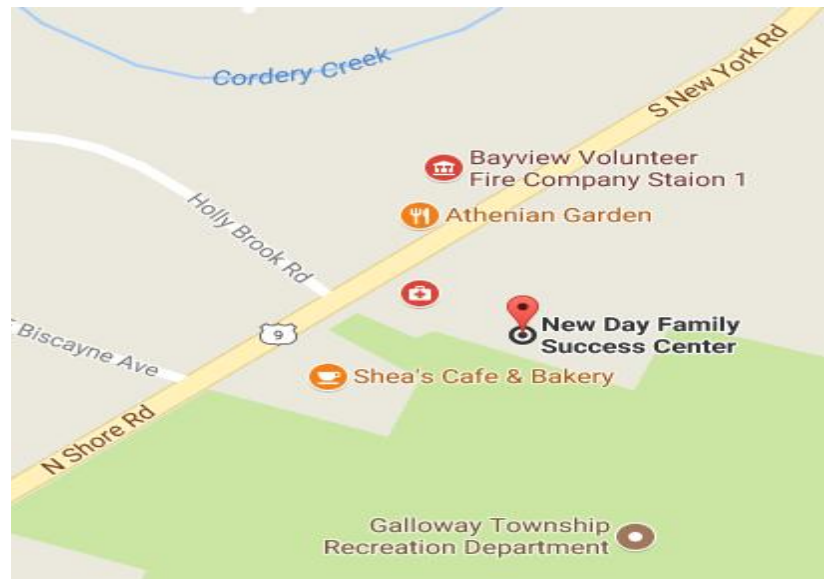 Cordery Creek
S New York Rd
Bayview Volunteer
Fire Company Staion 1
Athenian Garden
Holly Brook Rd
New Day Family
Success Center
9
Biscayne Ave
Shea's Cafe & Bakery
N Shore Rd
Galloway Township
Recreation Department